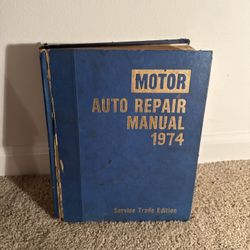 MOTOR
AUTO REPAIR
MANUAL
1974
Service Trade Edition